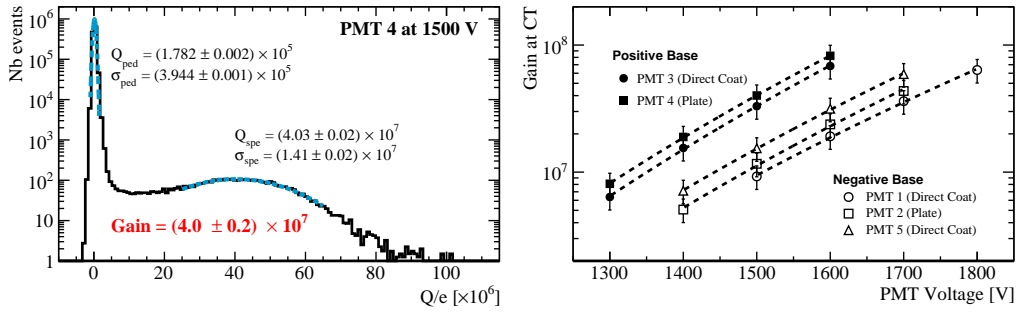 PMT 4 at 1500 V
Nb events
10^6
10^5
10^4
10^3
10^2
10
1
Q_ped = (1.782 ± 0.002) × 10^5
σ_ped = (3.944 ± 0.001) × 10^5
Q_spe = (4.03 ± 0.02) × 10^7
σ_spe = (1.41 ± 0.02) × 10^7
Gain = (4.0 ± 0.2) × 10^7
0 20 40 60 80 100
Q/e [×10^6]
Gain at CT
10^8
10^7
Positive Base
PMT 3 (Direct Coat)
PMT 4 (Plate)
Negative Base
PMT 1 (Direct Coat)
PMT 2 (Plate)
PMT 5 (Direct Coat)
1300 1400 1500 1600 1700 1800
PMT Voltage [V]